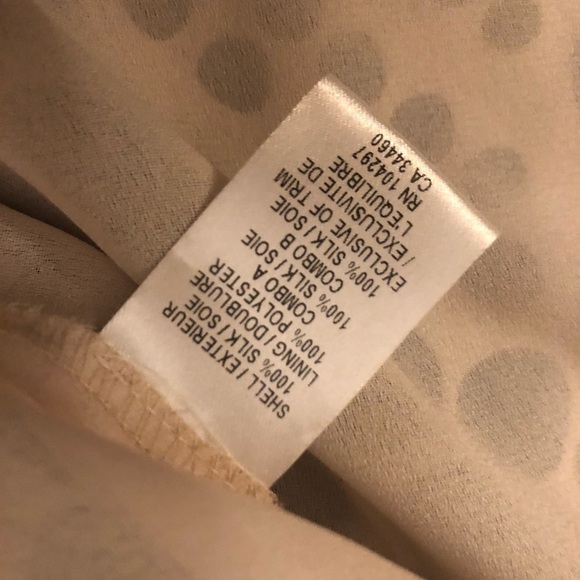 SHELL / EXTERIEUR
100% SILK / SOIE
LINING / DOUBLURE
100% POLYESTER
COMBO A
100% SILK / SOIE
COMBO B
100% SILK / SOIE
EXCLUSIVE OF TRIM
/ EXCLUSIVITE DE
L'EQUILIBRE
RN 104297
CA 34460